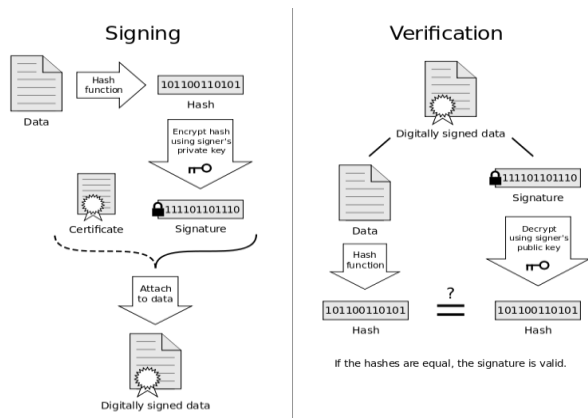 Signing
Data
Hash
function
101100110101
Hash
Encrypt hash
using signer's
private key
Certificate
111101101110
Signature
Attach
to data
Digitally signed data
Verification
Digitally signed data
Data
Hash
function
101100110101
Hash
?
=
111101101110
Signature
Decrypt
using signer's
public key
101100110101
Hash
If the hashes are equal, the signature is valid.